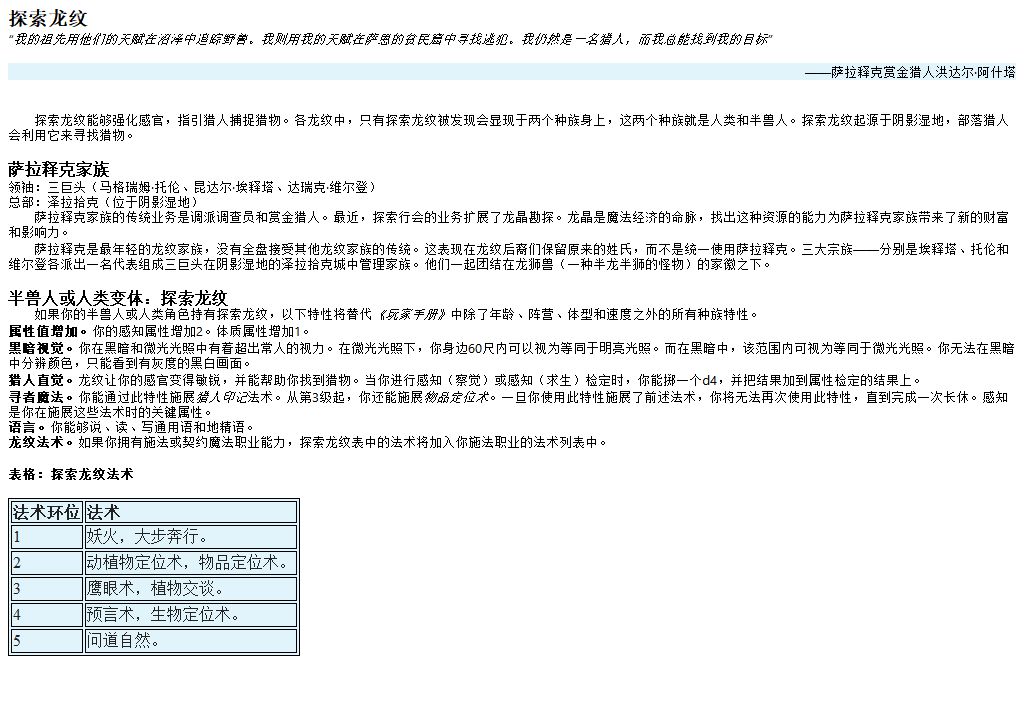 探索龙纹
“我的祖先用他们的天赋在沼泽中追踪野兽。我则用我的天赋在萨恩的贫民窟中寻找逃犯。我仍然是一名猎人，而我总能找到我的目标”
——萨拉释克赏金猎人洪达尔·阿什塔
探索龙纹能够强化感官，指引猎人捕捉猎物。各龙纹中，只有探索龙纹被发现会显现于两个种族身上，这两个种族就是人类和半兽人。探索龙纹起源于阴影湿地，部落猎人
会利用它来寻找猎物。
萨拉释克家族
领袖：三巨头（马格瑞姆·托伦、昆达尔·埃释塔、达瑞克·维尔登）
总部：泽拉拾克（位于阴影湿地）
萨拉释克家族的传统业务是调派调查员和赏金猎人。最近，探索行会的业务扩展了龙晶勘探。龙晶是魔法经济的命脉，找出这种资源的能力为萨拉释克家族带来了新的财富
和影响力。
萨拉释克是最年轻的龙纹家族，没有全盘接受其他龙纹家族的传统。这表现在龙纹后裔们保留原来的姓氏，而不是统一使用萨拉释克。三大宗族——分别是埃释塔、托伦和
维尔登各派出一名代表组成三巨头在阴影湿地的泽拉拾克城中管理家族。他们一起团结在龙狮兽（一种半龙半狮的怪物）的家徽之下。
半兽人或人类变体：探索龙纹
如果你的半兽人或人类角色持有探索龙纹，以下特性将替代《玩家手册》中除了年龄、阵营、体型和速度之外的所有种族特性。
属性值增加。你的感知属性增加2。体质属性增加1。
黑暗视觉。你在黑暗和微光光照中有着超出常人的视力。在微光光照下，你身边60尺内可以视为等同于明亮光照。而在黑暗中，该范围内可视为等同于微光光照。你无法在黑暗
中分辨颜色，只能看到有灰度的黑白画面。
猎人直觉。龙纹让你的感官变得敏锐，并能帮助你找到猎物。当你进行感知（察觉）或感知（求生）检定时，你能掷一个d4，并把结果加到属性检定的结果上。
寻者魔法。你能通过此特性施展猎人印记法术。从第3级起，你还能施展物品定位术。一旦你使用此特性施展了前述法术，你将无法再次使用此特性，直到完成一次长休。感知
是你在施展这些法术时的关键属性。
语言。你能够说、读、写通用语和地精语。
龙纹法术。如果你拥有施法或契约魔法职业能力，探索龙纹表中的法术将加入你施法职业的法术列表中。
表格：探索龙纹法术
法术环位 法术
1 妖火，大步奔行。
2 动植物定位术，物品定位术。
3 鹰眼术，植物交谈。
4 预言术，生物定位术。
5 问道自然。